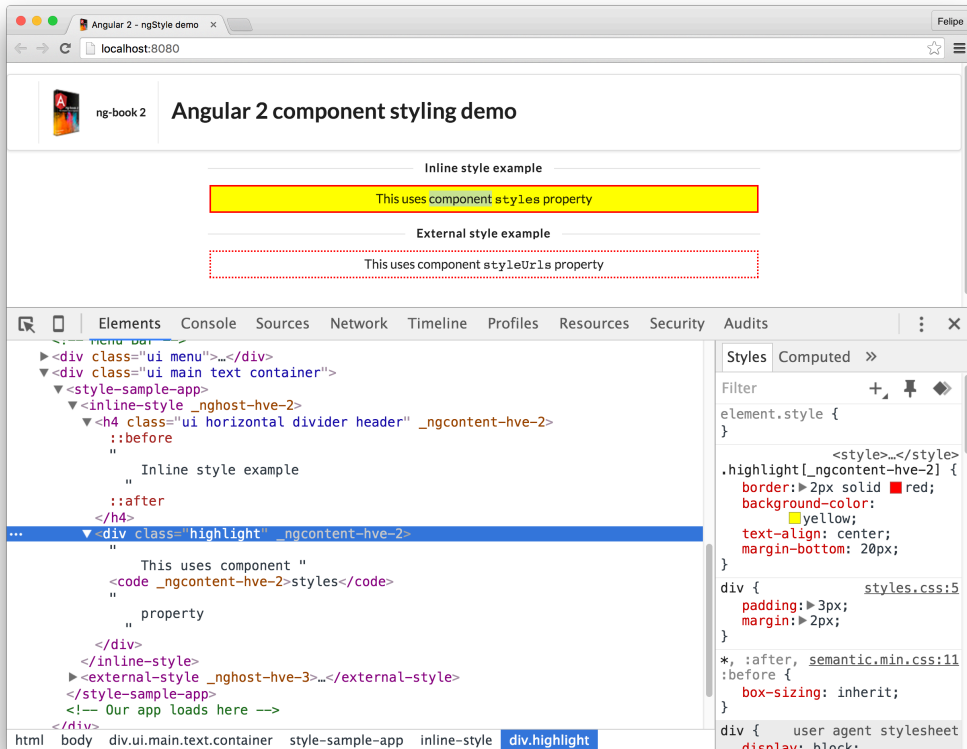 Angular 2 - ngStyle demo
Felipe
localhost:8080
ng-book 2
Angular 2 component styling demo
Inline style example
This uses component styles property
External style example
This uses component styleUrls property
Elements Console Sources Network Timeline Profiles Resources Security Audits
<!-- Menu bar -->
<div class="ui menu">…</div>
<div class="ui main text container">
<style-sample-app>
<inline-style _nghost-hve-2>
<h4 class="ui horizontal divider header" _ngcontent-hve-2>
::before
"
Inline style example
"
::after
</h4>
<div class="highlight" _ngcontent-hve-2>
"
This uses component "
<code _ngcontent-hve-2>styles</code>
"
property
"
</div>
</inline-style>
<external-style _nghost-hve-3>…</external-style>
</style-sample-app>
<!-- Our app loads here -->
</div>
html body div.ui.main.text.container style-sample-app inline-style div.highlight
Styles Computed »
Filter
element.style {
}
<style>…</style>
.highlight[_ngcontent-hve-2] {
border: 2px solid red;
background-color:
yellow;
text-align: center;
margin-bottom: 20px;
}
div { styles.css:5
padding: 3px;
margin: 2px;
}
*, :after, semantic.min.css:11
:before {
box-sizing: inherit;
}
div { user agent stylesheet
display: block;